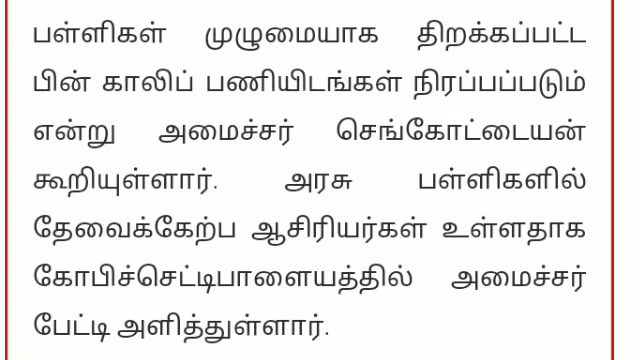 பள்ளிகள் முழுமையாக திறக்கப்பட்ட
பின் காலிப் பணியிடங்கள் நிரப்பப்படும்
என்று அமைச்சர் செங்கோட்டையன்
கூறியுள்ளார். அரசு பள்ளிகளில்
தேவைக்கேற்ப ஆசிரியர்கள் உள்ளதாக
கோபிச்செட்டிபாளையத்தில் அமைச்சர்
பேட்டி அளித்துள்ளார்.